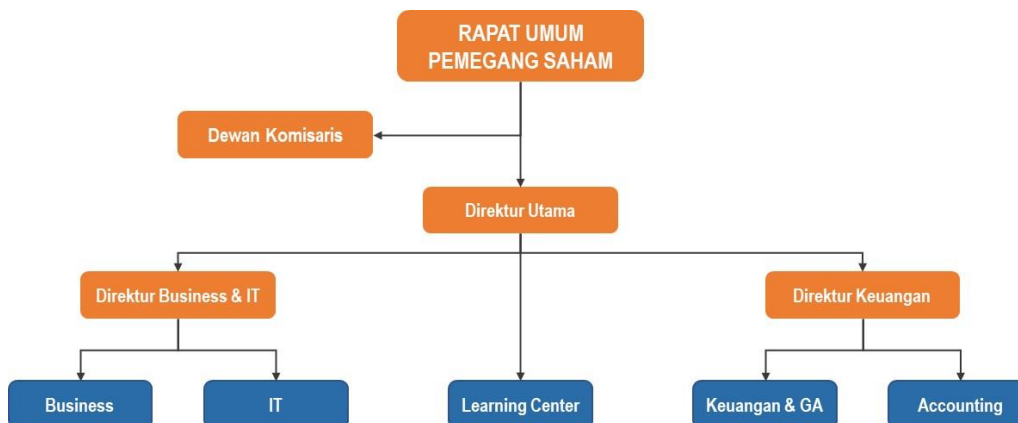 RAPAT UMUM
PEMEGANG SAHAM
Dewan Komisaris
Direktur Utama
Direktur Business & IT
Direktur Keuangan
Business
IT
Learning Center
Keuangan & GA
Accounting